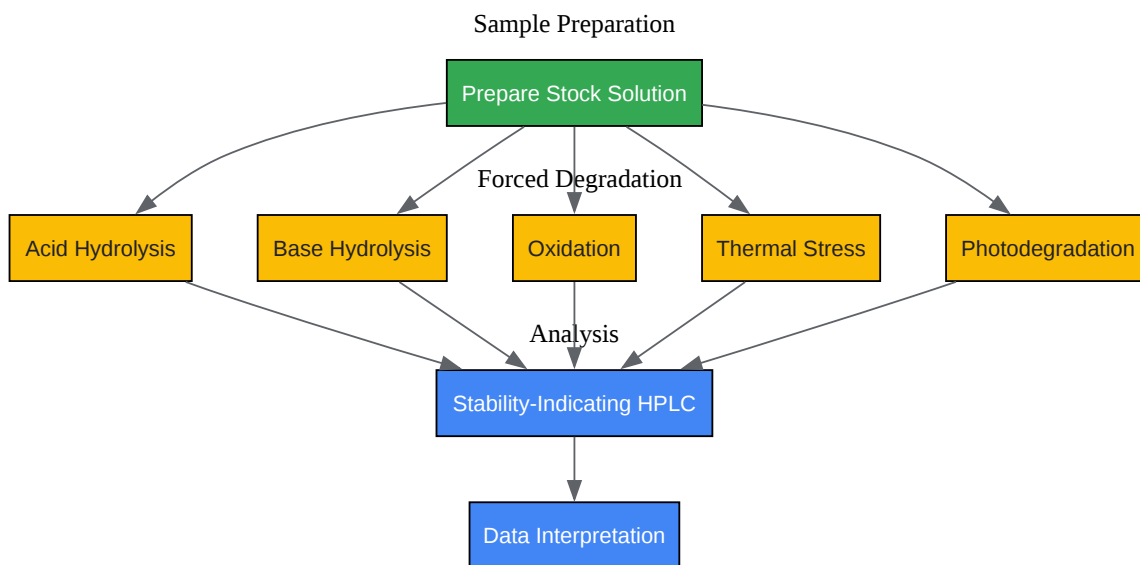 Sample Preparation
Prepare Stock Solution
Forced Degradation
Acid Hydrolysis
Base Hydrolysis
Oxidation
Thermal Stress
Photodegradation
Analysis
Stability-Indicating HPLC
Data Interpretation